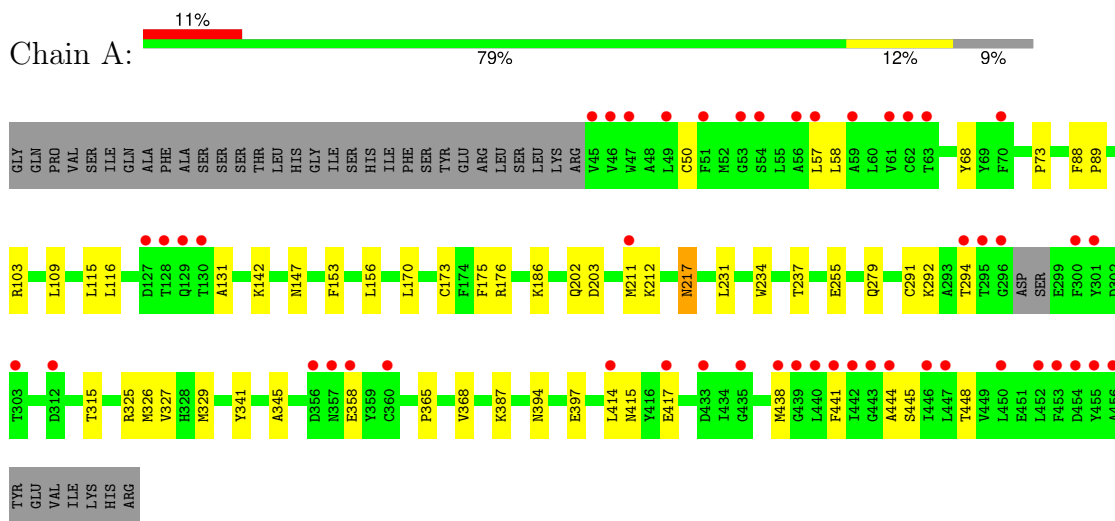 11%
Chain A:
79% 12% 9%
GLY GLN PRO VAL SER ILE GLN ALA PHE ALA SER SER SER THR LEU HIS GLY ILE SER HIS ILE PHE SER TYR GLU ARG LEU SER LEU LYS ARG V45 V46 W47 A48 L49 C50 F51 M52 G53 S54 L55 A56 L57 L58 A59 L60 V61 C62 T63 Y68 Y69 F70 P73 F88 P89
R103 L109 L115 L116 D127 T128 Q129 T130 A131 K142 N147 F153 L156 L170 C173 F174 F175 R176 K186 Q202 D203 M211 K212 N217 L231 W234 T237 E255 Q279 C291 K292 A293 T294 T295 G296 ASP SER E299 F300 Y301 D302
T303 D312 T315 R325 M326 V327 H328 M329 Y341 A345 D356 N357 E358 Y359 C360 P365 V368 K387 N394 E397 L414 N415 Y416 E417 D433 I434 G435 M438 G439 L440 F441 I442 G443 A444 S445 I446 L447 T448 V449 L450 E451 L452 F453 D454 Y455 A456
TYR GLU VAL ILE LYS HIS ARG